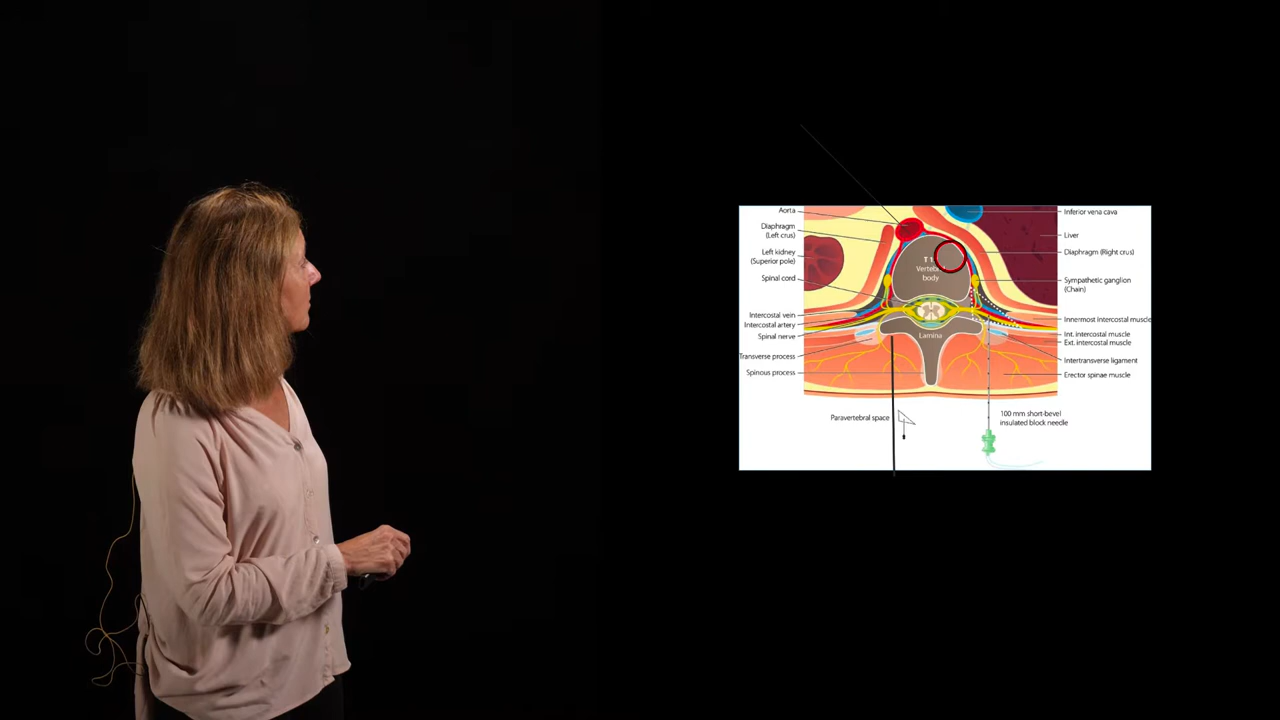 Aorta
Diaphragm
(Left crus)
Left kidney
(Superior pole)
Spinal cord
Intercostal vein
Intercostal artery
Spinal nerve
Transverse process
Spinous process
T 1
body
Lamina
Paravertebral space
Inferior vena cava
Liver
Diaphragm (Right crus)
Sympathetic ganglion
(Chain)
Innermost intercostal muscle
Int. intercostal muscle
Ext. intercostal muscle
Intertransverse ligament
Erector spinae muscle
100 mm short-bevel
insulated block needle